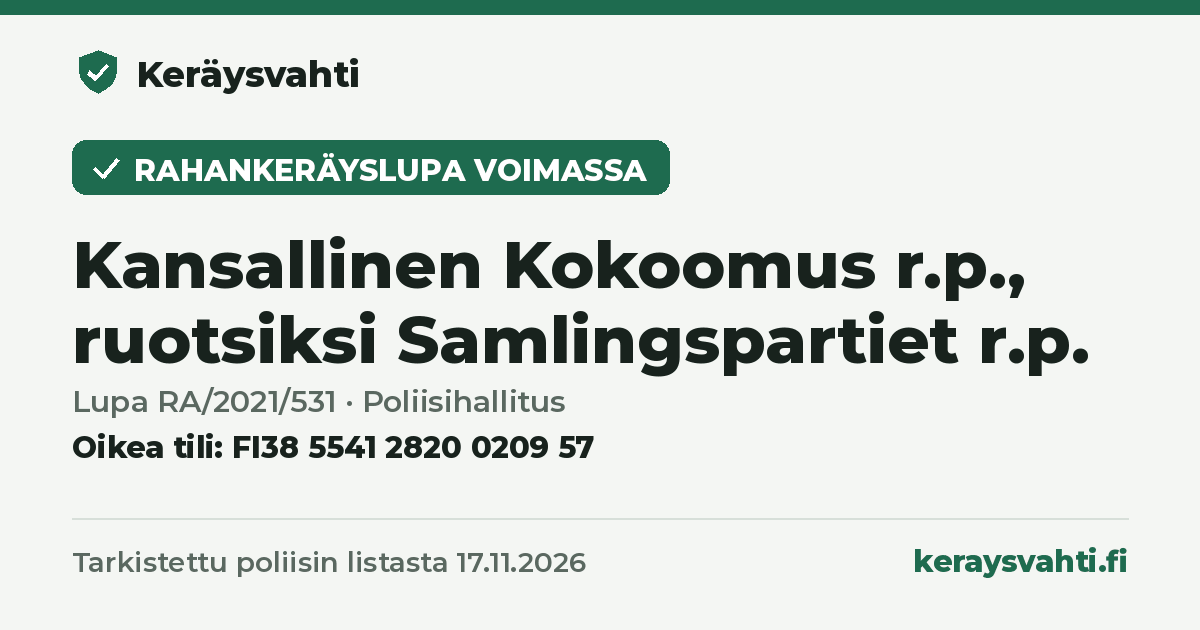 Keräysvahti
RAHANKERÄYSLUPA VOIMASSA
Kansallinen Kokoomus r.p.,
ruotsiksi Samlingspartiet r.p.
Lupa RA/2021/531 · Poliisihallitus
Oikea tili: FI38 5541 2820 0209 57
Tarkistettu poliisin listasta 17.11.2026
keraysvahti.fi